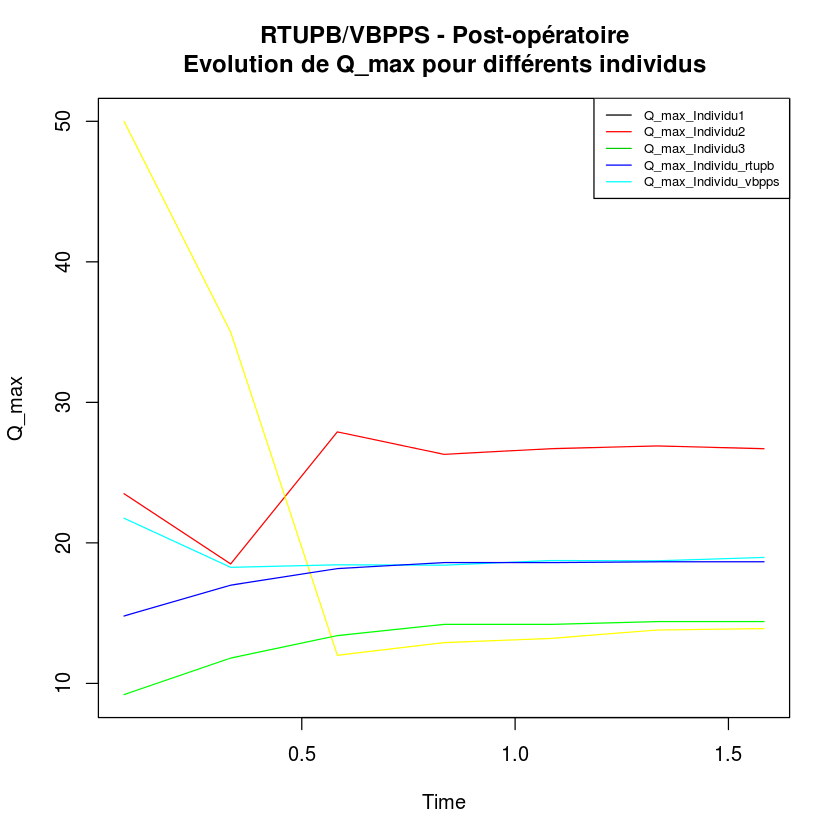 RTUPB/VBPPS - Post-opératoire
Evolution de Q_max pour différents individus
Q_max_Individu1
Q_max_Individu2
Q_max_Individu3
Q_max_Individu_rtupb
Q_max_Individu_vbpps
50
40
30
20
10
Q_max
0.5 1.0 1.5
Time